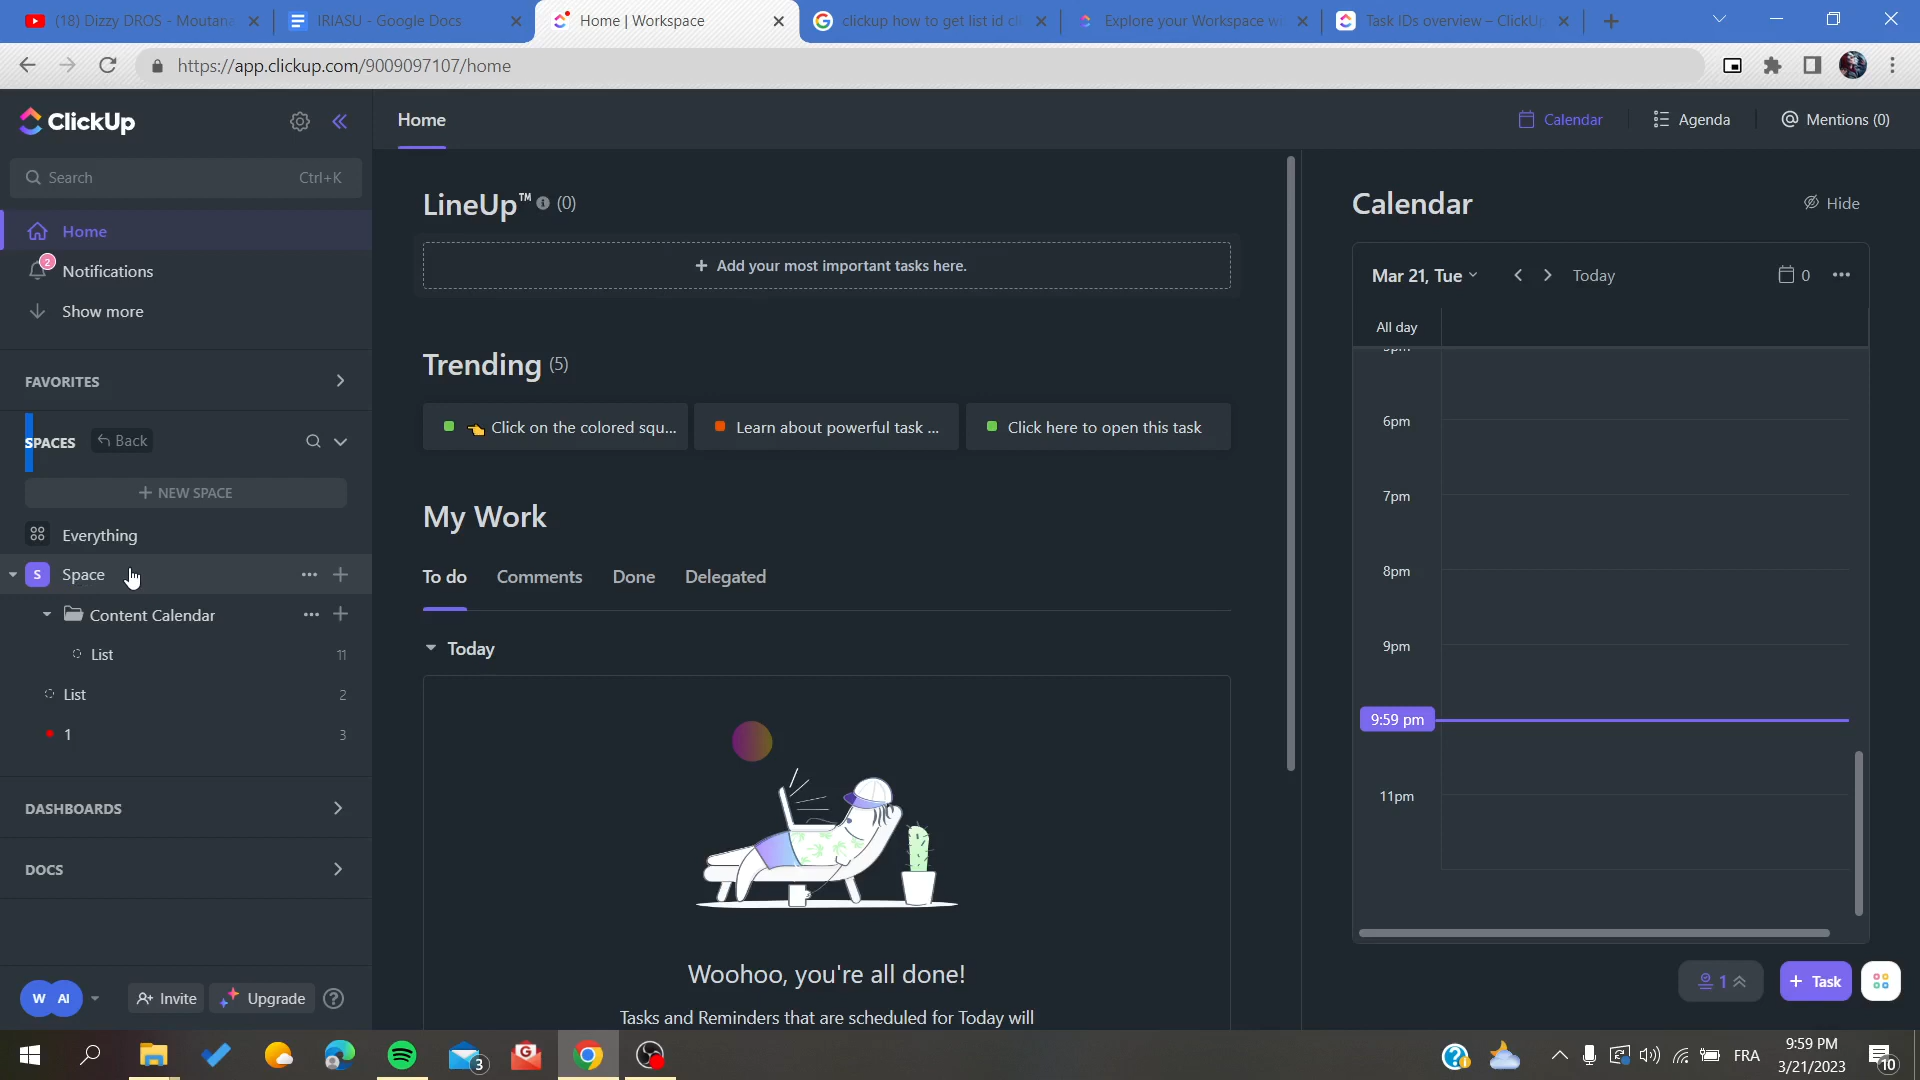 (18) Dizzy DROS - Moutana
IRIASU - Google Docs
Home | Workspace
clickup how to get list id cl
Explore your Workspace w
Task IDs overview – ClickU
https://app.clickup.com/9009097107/home
ClickUp
Search
Ctrl+K
Home
2
Notifications
Show more
FAVORITES
SPACES
Back
+ NEW SPACE
Everything
S
Space
Content Calendar
List
11
List
2
1
3
DASHBOARDS
DOCS
W
AI
Invite
Upgrade
?
Home
Calendar
Agenda
@ Mentions (0)
LineUp™
(0)
+ Add your most important tasks here.
Trending (5)
Click on the colored squ...
Learn about powerful task ...
Click here to open this task
My Work
To do
Comments
Done
Delegated
Today
Woohoo, you're all done!
Tasks and Reminders that are scheduled for Today will
Calendar
Hide
Mar 21, Tue
Today
0
All day
6pm
7pm
8pm
9pm
9:59 pm
11pm
1
+ Task
3
FRA
9:59 PM
3/21/2023
10